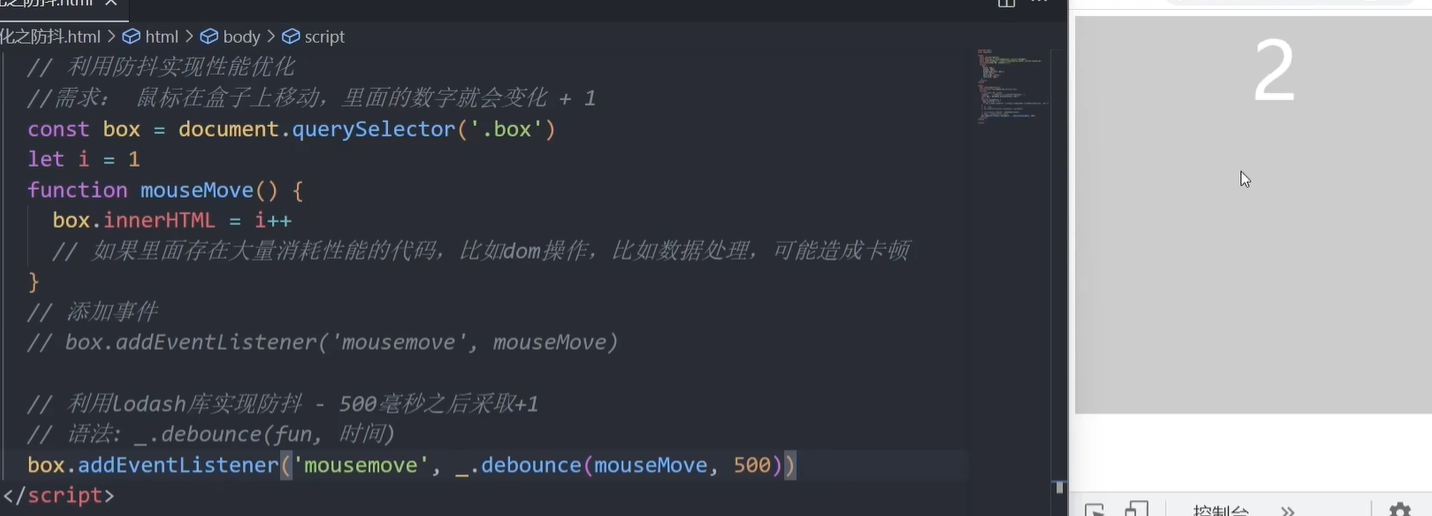 化之防抖.html
化之防抖.html > html > body > script
// 利用防抖实现性能优化
//需求： 鼠标在盒子上移动，里面的数字就会变化 + 1
const box = document.querySelector('.box')
let i = 1
function mouseMove() {
box.innerHTML = i++
// 如果里面存在大量消耗性能的代码，比如dom操作，比如数据处理，可能造成卡顿
}
// 添加事件
// box.addEventListener('mousemove', mouseMove)
// 利用Lodash库实现防抖 - 500毫秒之后采取+1
// 语法: _.debounce(fun, 时间)
box.addEventListener('mousemove', _.debounce(mouseMove, 500))
</script>
2
控制台